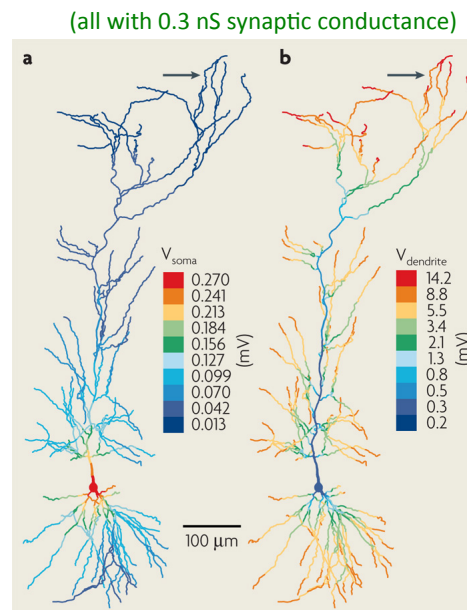 (all with 0.3 nS synaptic conductance)
a
b
V soma
0.270
0.241
0.213
0.184
0.156
0.127
0.099
0.070
0.042
0.013
(mV)
V dendrite
14.2
8.8
5.5
3.4
2.1
1.3
0.8
0.5
0.3
0.2
(mV)
100 μm